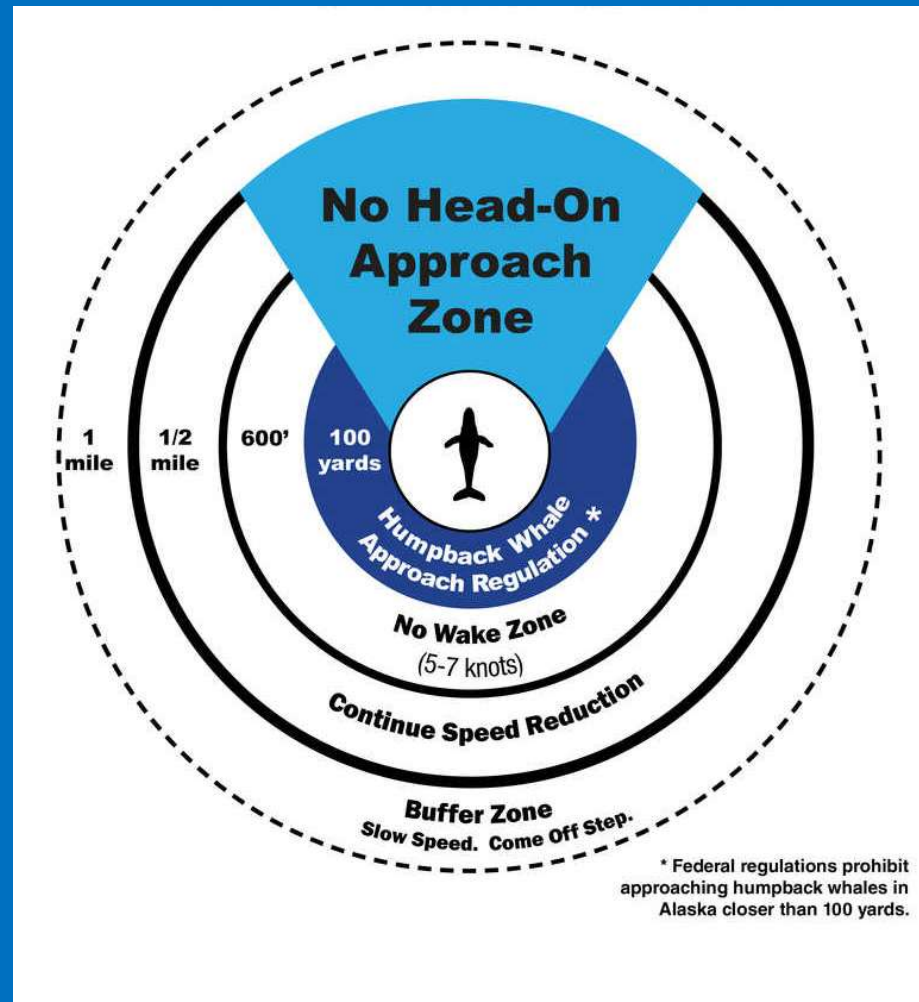 No Head-On
Approach
Zone
1
mile
1/2
mile
600’
100
yards
Humpback Whale
Approach Regulation *
No Wake Zone
(5-7 knots)
Continue Speed Reduction
Buffer Zone
Slow Speed. Come Off Step.
* Federal regulations prohibit
approaching humpback whales in
Alaska closer than 100 yards.